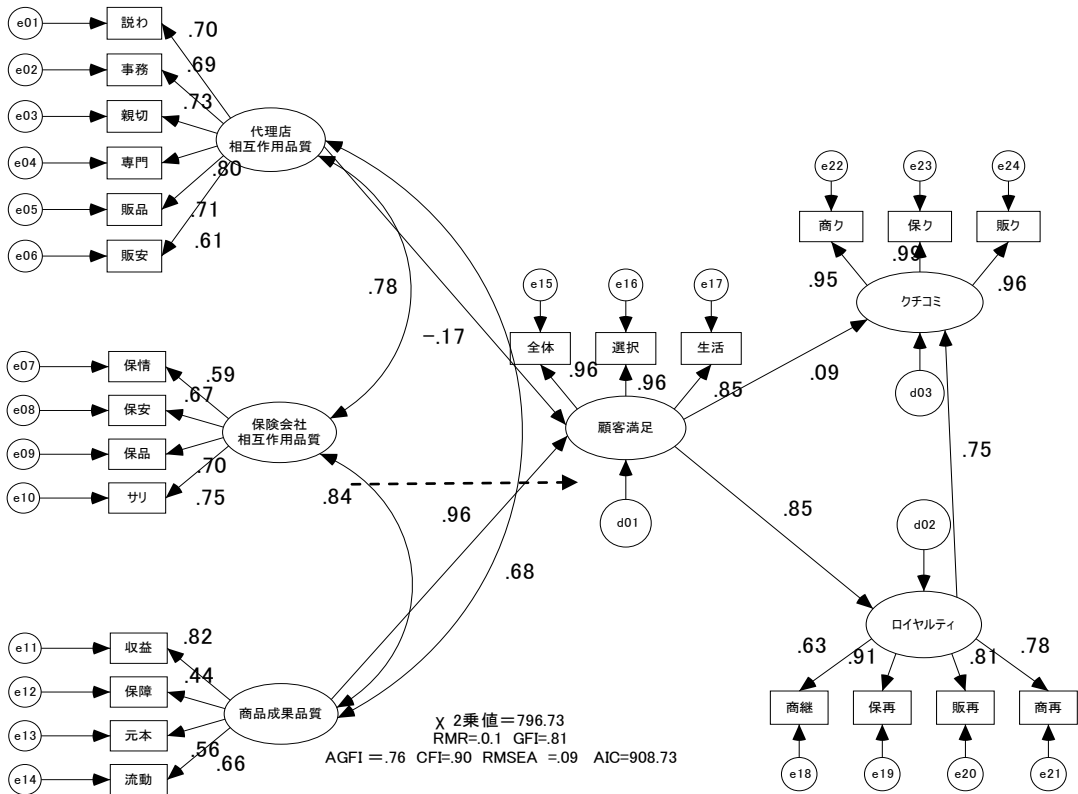 e01
説わ
.70
e02
事務
.69
e03
親切
.73
代理店
相互作用品質
e04
専門
.80
e05
販品
.71
e06
販安
.61
.78
-.17
e07
保情
.59
e08
保安
.67
保険会社
相互作用品質
e09
保品
.70
e10
サリ
.75
.84
.96
.68
e11
収益
.82
e12
保障
.44
商品成果品質
e13
元本
.56
e14
流動
.66
e15
e16
e17
全体
選択
生活
.96
.96
.85
顧客満足
d01
.09
.85
e22
e23
e24
商ク
保ク
販ク
.95
.99
.96
クチコミ
d03
.75
d02
ロイヤルティ
.63
.91
.81
.78
商継
保再
販再
商再
e18
e19
e20
e21
χ 2乗値＝796.73
RMR=.0.1 GFI=.81
AGFI =.76 CFI=.90 RMSEA =.09 AIC=908.73